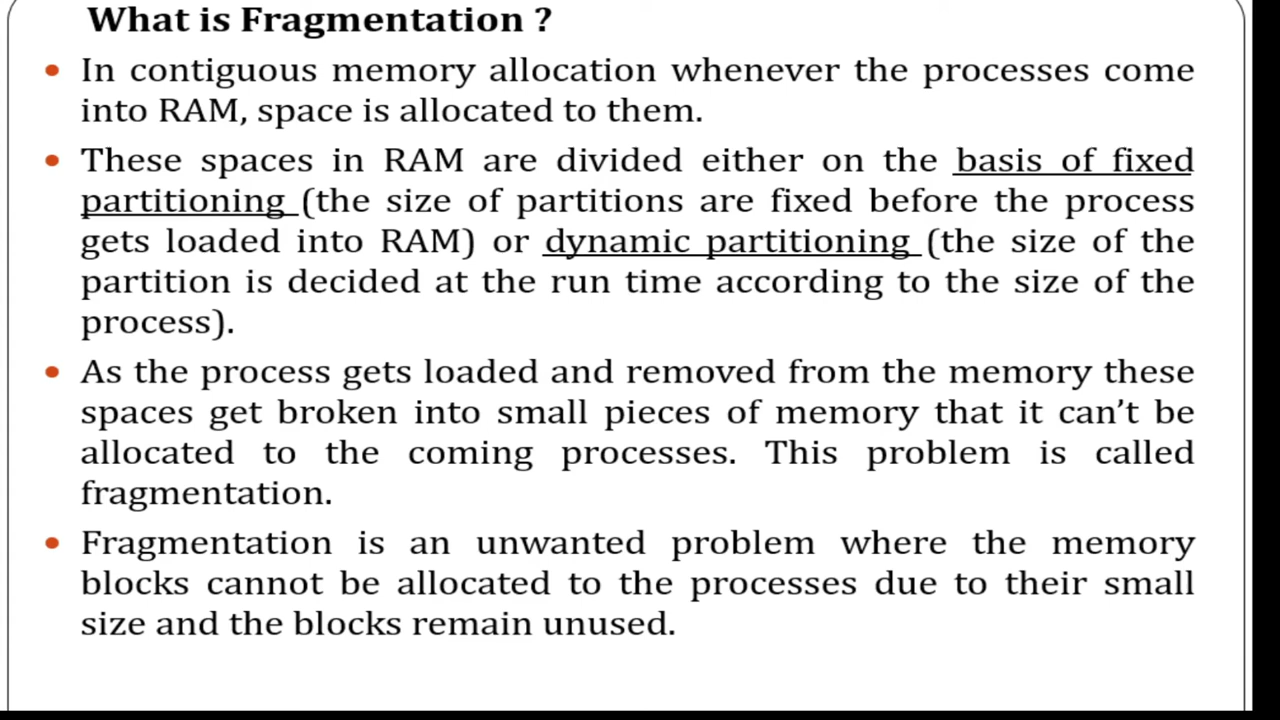 What is Fragmentation ?
• In contiguous memory allocation whenever the processes come
into RAM, space is allocated to them.
• These spaces in RAM are divided either on the basis of fixed
partitioning (the size of partitions are fixed before the process
gets loaded into RAM) or dynamic partitioning (the size of the
partition is decided at the run time according to the size of the
process).
• As the process gets loaded and removed from the memory these
spaces get broken into small pieces of memory that it can’t be
allocated to the coming processes. This problem is called
fragmentation.
• Fragmentation is an unwanted problem where the memory
blocks cannot be allocated to the processes due to their small
size and the blocks remain unused.